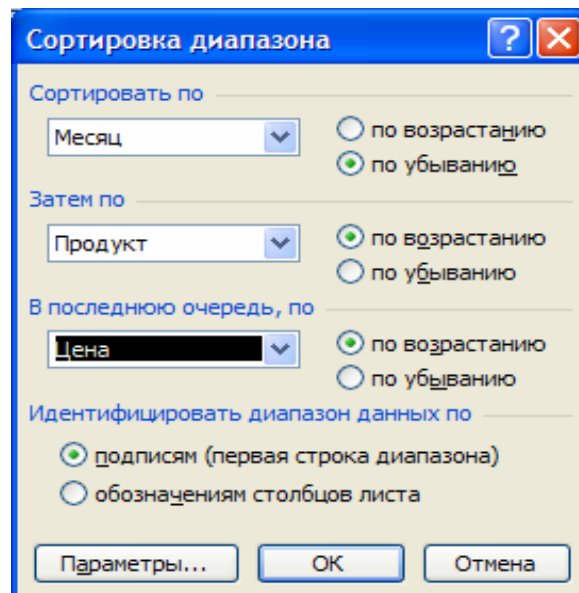 Сортировка диапазона
Сортировать по
Месяц
по возрастанию
по убыванию
Затем по
Продукт
по возрастанию
по убыванию
В последнюю очередь, по
Цена
по возрастанию
по убыванию
Идентифицировать диапазон данных по
подписям (первая строка диапазона)
обозначениям столбцов листа
Параметры... ОК Отмена